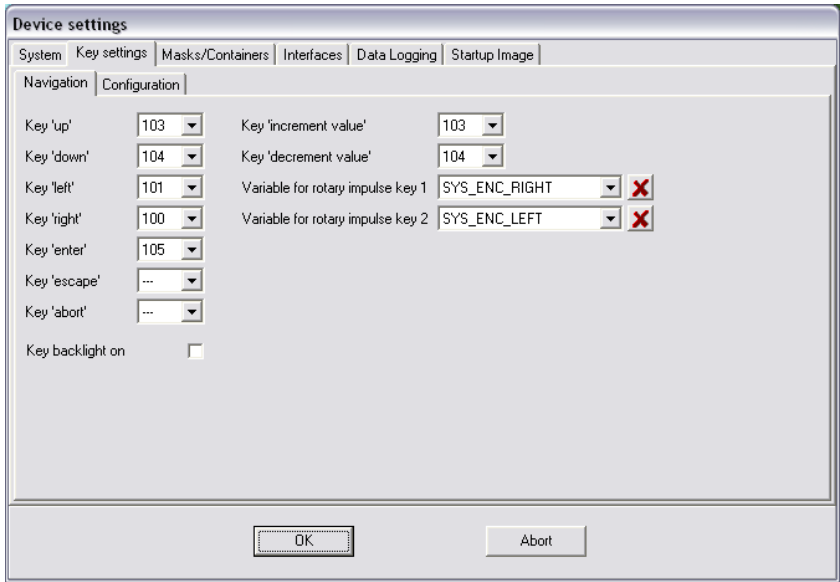 Device settings
System Key settings Masks/Containers Interfaces Data Logging Startup Image
Navigation Configuration
Key 'up' 103 Key 'increment value' 103
Key 'down' 104 Key 'decrement value' 104
Key 'left' 101 Variable for rotary impulse key 1 SYS_ENC_RIGHT
Key 'right' 100 Variable for rotary impulse key 2 SYS_ENC_LEFT
Key 'enter' 105
Key 'escape' ---
Key 'abort' ---
Key backlight on
OK Abort